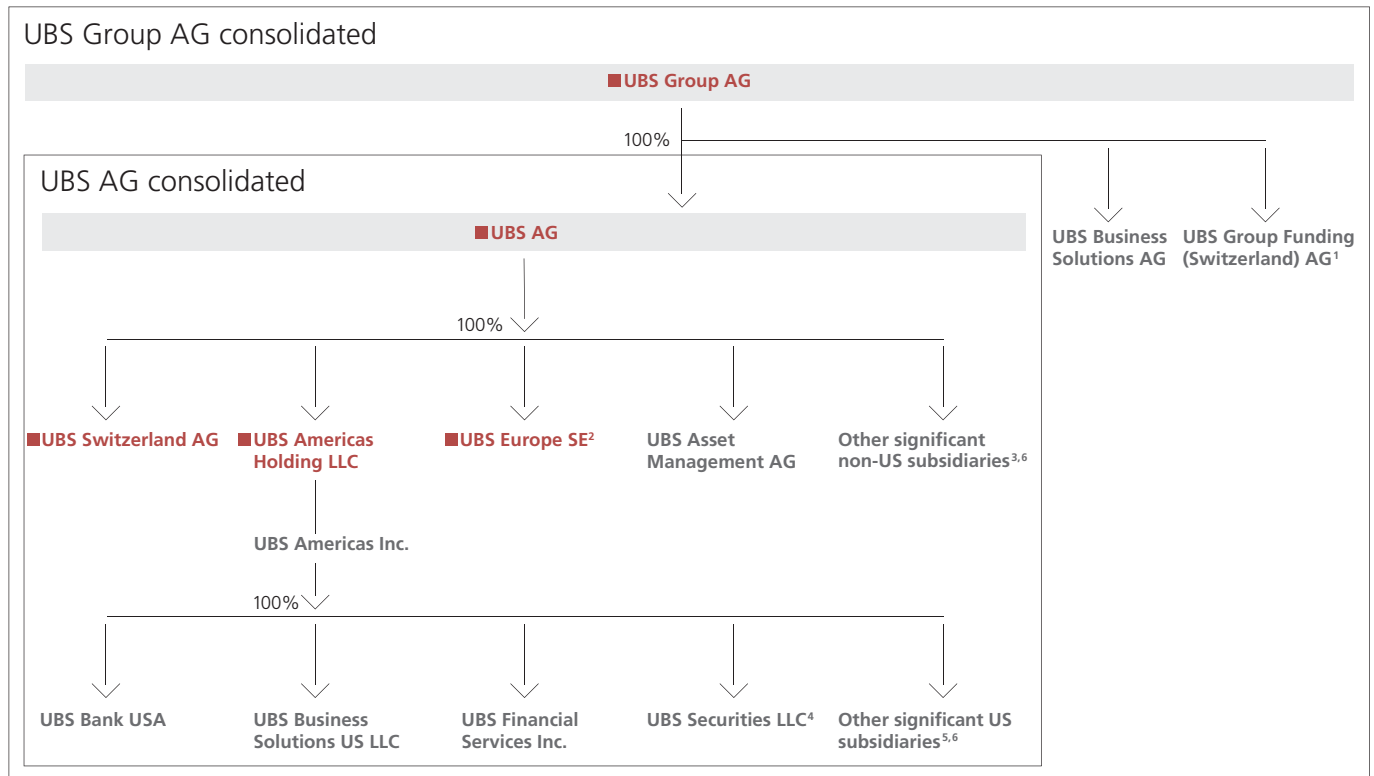 UBS Group AG consolidated
■UBS Group AG
100%
UBS AG consolidated
■UBS AG
UBS Business
Solutions AG
UBS Group Funding
(Switzerland) AG¹
100%
■UBS Switzerland AG
■UBS Americas
Holding LLC
■UBS Europe SE²
UBS Asset
Management AG
Other significant
non-US subsidiaries³,⁶
UBS Americas Inc.
100%
UBS Bank USA
UBS Business
Solutions US LLC
UBS Financial
Services Inc.
UBS Securities LLC⁴
Other significant US
subsidiaries⁵,⁶